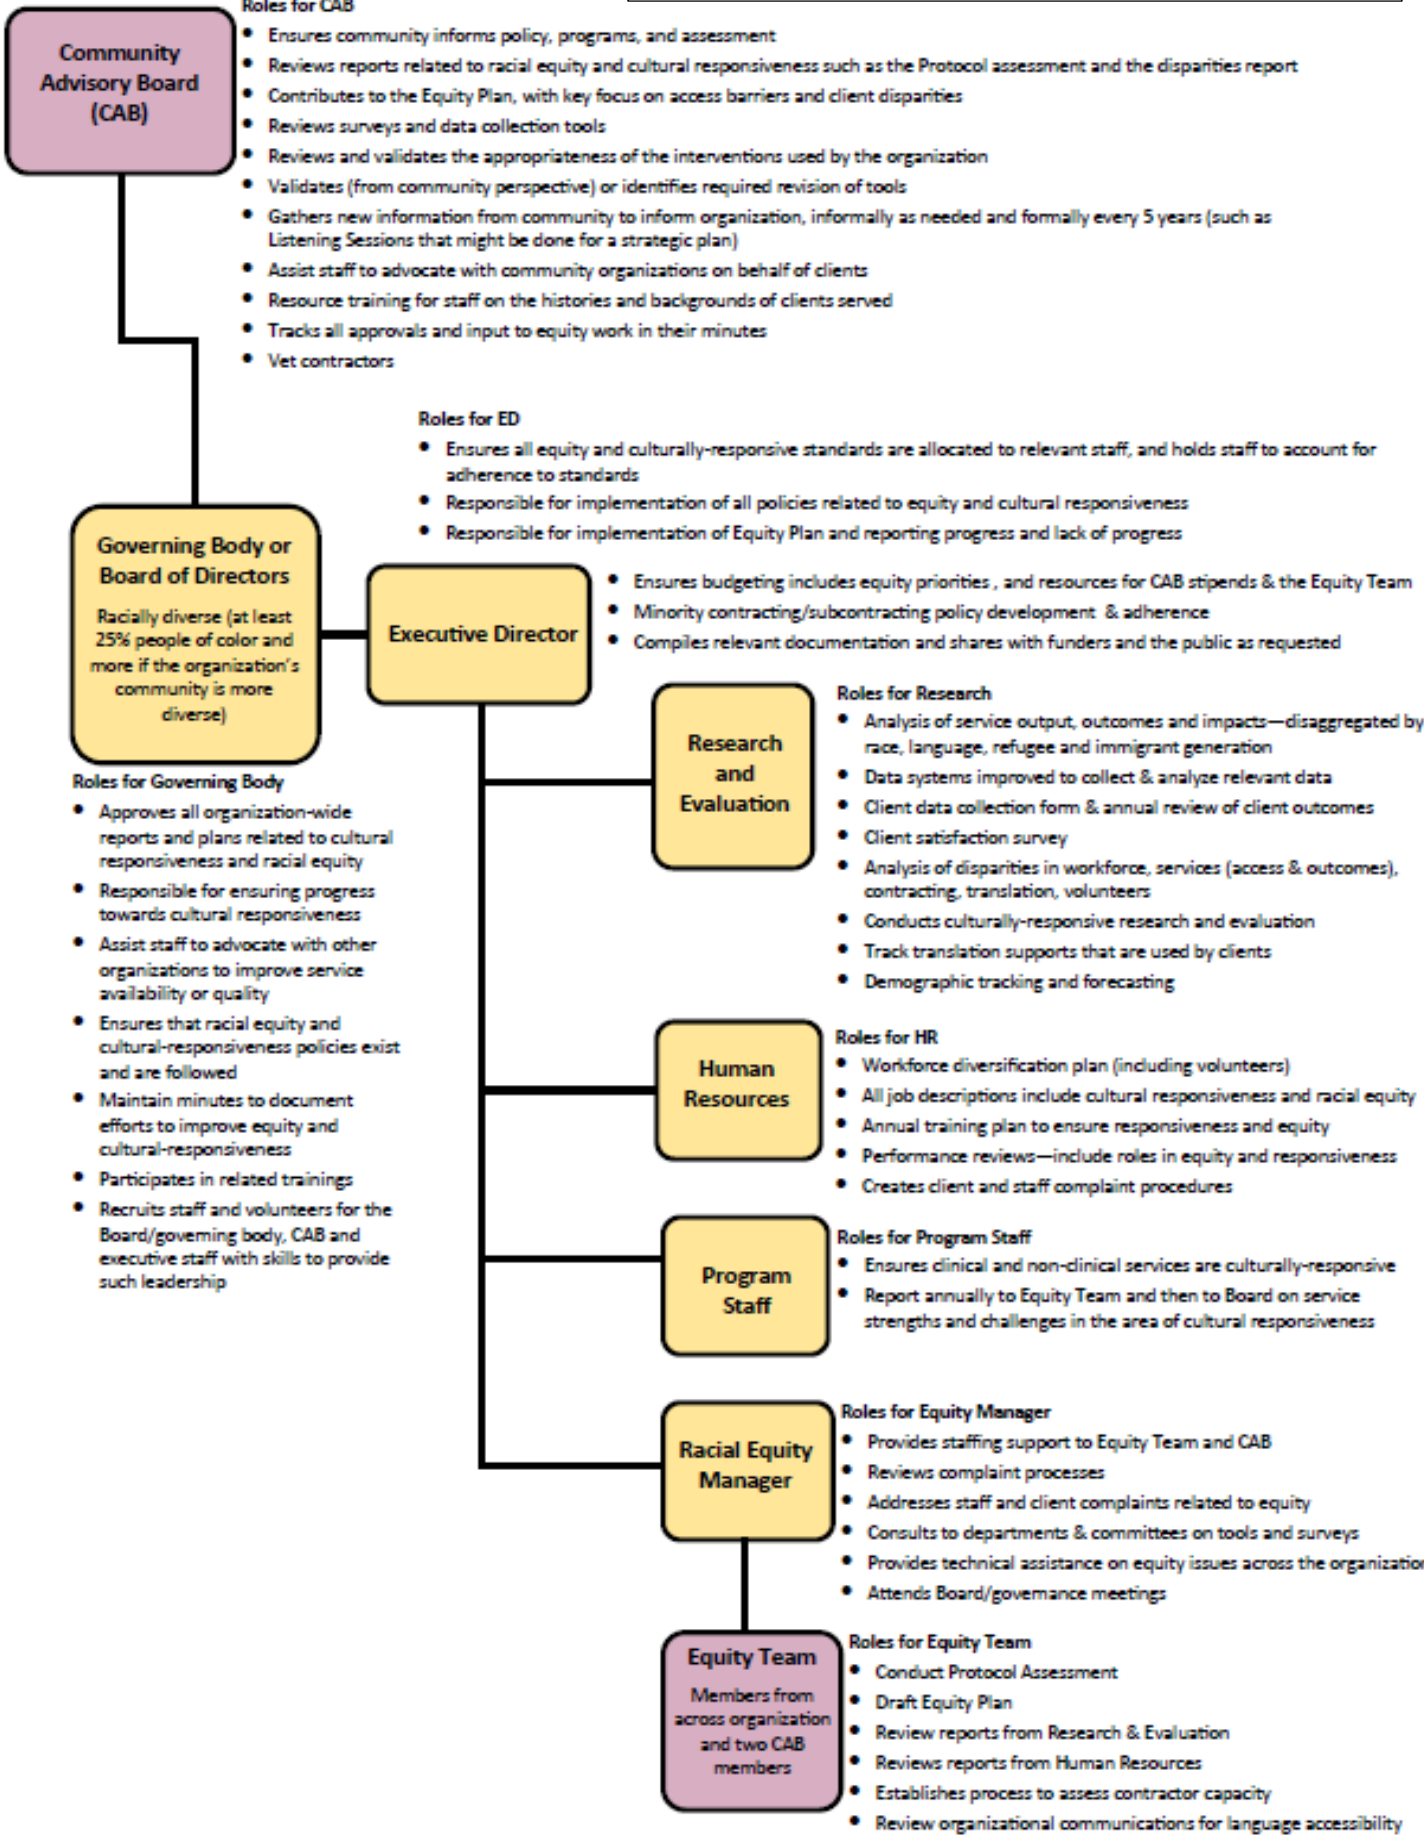 Roles for CAB
Community
Advisory Board
(CAB)
• Ensures community informs policy, programs, and assessment
• Reviews reports related to racial equity and cultural responsiveness such as the Protocol assessment and the disparities report
• Contributes to the Equity Plan, with key focus on access barriers and client disparities
• Reviews surveys and data collection tools
• Reviews and validates the appropriateness of the interventions used by the organization
• Validates (from community perspective) or identifies required revision of tools
• Gathers new information from community to inform organization, informally as needed and formally every 5 years (such as
Listening Sessions that might be done for a strategic plan)
• Assist staff to advocate with community organizations on behalf of clients
• Resource training for staff on the histories and backgrounds of clients served
• Tracks all approvals and input to equity work in their minutes
• Vet contractors
Roles for ED
• Ensures all equity and culturally-responsive standards are allocated to relevant staff, and holds staff to account for
adherence to standards
• Responsible for implementation of all policies related to equity and cultural responsiveness
• Responsible for implementation of Equity Plan and reporting progress and lack of progress
Governing Body or
Board of Directors
Racially diverse (at least
25% people of color and
more if the organization's
community is more
diverse)
Executive Director
• Ensures budgeting includes equity priorities , and resources for CAB stipends & the Equity Team
• Minority contracting/subcontracting policy development & adherence
• Compiles relevant documentation and shares with funders and the public as requested
Roles for Governing Body
• Approves all organization-wide
reports and plans related to cultural
responsiveness and racial equity
• Responsible for ensuring progress
towards cultural responsiveness
• Assist staff to advocate with other
organizations to improve service
availability or quality
• Ensures that racial equity and
cultural-responsiveness policies exist
and are followed
• Maintain minutes to document
efforts to improve equity and
cultural-responsiveness
• Participates in related trainings
• Recruits staff and volunteers for the
Board/governing body, CAB and
executive staff with skills to provide
such leadership
Research
and
Evaluation
Roles for Research
• Analysis of service output, outcomes and impacts—disaggregated by
race, language, refugee and immigrant generation
• Data systems improved to collect & analyze relevant data
• Client data collection form & annual review of client outcomes
• Client satisfaction survey
• Analysis of disparities in workforce, services (access & outcomes),
contracting, translation, volunteers
• Conducts culturally-responsive research and evaluation
• Track translation supports that are used by clients
• Demographic tracking and forecasting
Human
Resources
Roles for HR
• Workforce diversification plan (including volunteers)
• All job descriptions include cultural responsiveness and racial equity
• Annual training plan to ensure responsiveness and equity
• Performance reviews—include roles in equity and responsiveness
• Creates client and staff complaint procedures
Program
Staff
Roles for Program Staff
• Ensures clinical and non-clinical services are culturally-responsive
• Report annually to Equity Team and then to Board on service
strengths and challenges in the area of cultural responsiveness
Racial Equity
Manager
Roles for Equity Manager
• Provides staffing support to Equity Team and CAB
• Reviews complaint processes
• Addresses staff and client complaints related to equity
• Consults to departments & committees on tools and surveys
• Provides technical assistance on equity issues across the organization
• Attends Board/governance meetings
Equity Team
Members from
across organization
and two CAB
members
Roles for Equity Team
• Conduct Protocol Assessment
• Draft Equity Plan
• Review reports from Research & Evaluation
• Reviews reports from Human Resources
• Establishes process to assess contractor capacity
• Review organizational communications for language accessibility